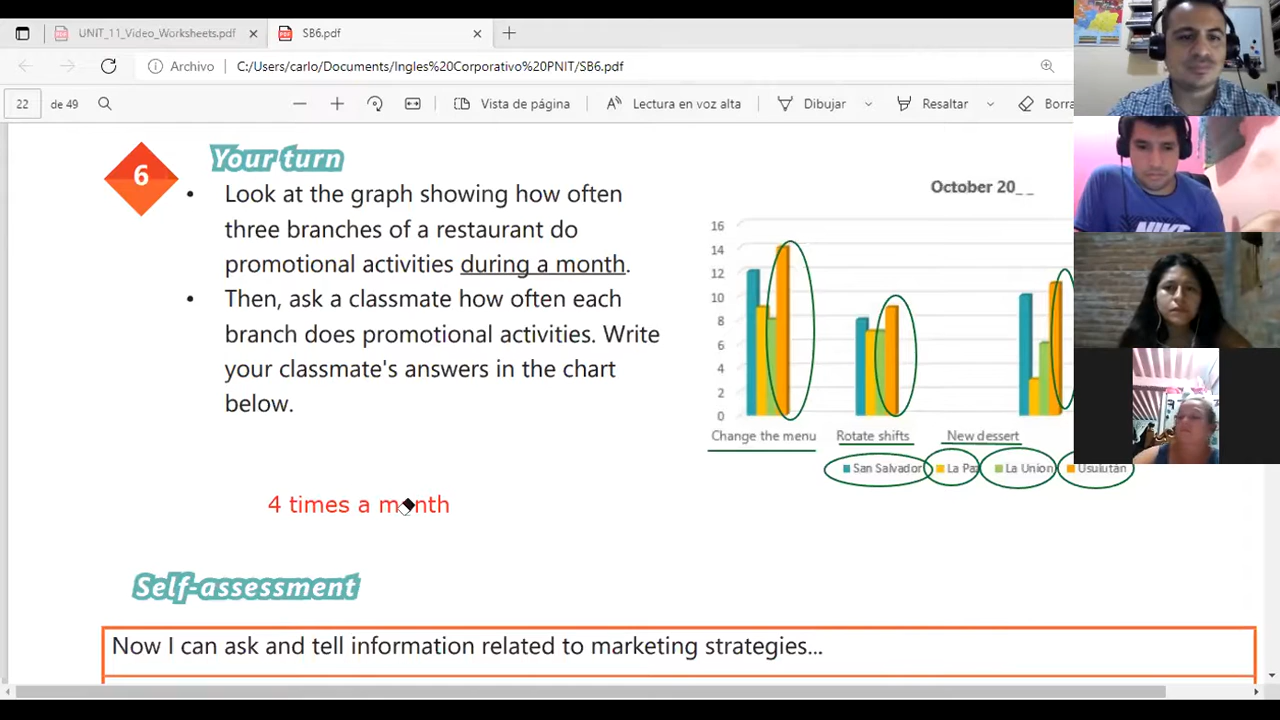 UNIT_11_Video_Worksheets.pdf
SB6.pdf
Archivo
C:/Users/carlo/Documents/Ingles%20Corporativo%20PNIT/SB6.pdf
22
de 49
Vista de página
Lectura en voz alta
Dibujar
Resaltar
Borra
6
Your turn
• Look at the graph showing how often
three branches of a restaurant do
promotional activities during a month.
• Then, ask a classmate how often each
branch does promotional activities. Write
your classmate's answers in the chart
below.
October 20_ _
16
14
12
10
8
6
4
2
0
Change the menu
Rotate shifts
New dessert
San Salvador
La Paz
La Union
Usulután
4 times a month
Self-assessment
Now I can ask and tell information related to marketing strategies...
NIKE